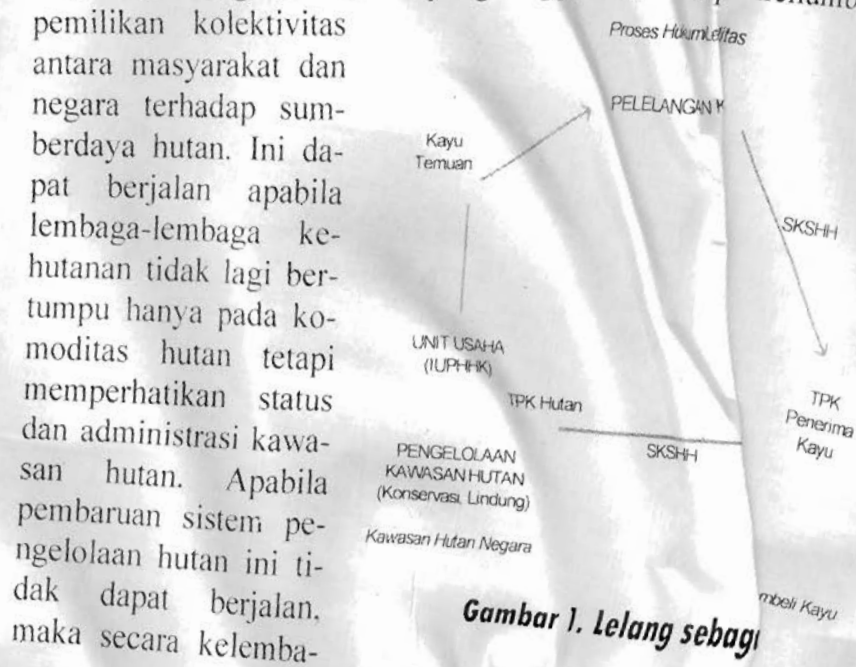 pemilikan kolektivitas
antara masyarakat dan
negara terhadap sum-
berdaya hutan. Ini da-
pat berjalan apabila
lembaga-lembaga ke-
hutanan tidak lagi ber-
tumpu hanya pada ko-
moditas hutan tetapi
memperhatikan status
dan administrasi kawa-
san hutan. Apabila
pembaruan sistem pe-
ngelolaan hutan ini ti-
dak dapat berjalan,
maka secara kelemba-
Proses
PELELANGAN K
Kayu
Temuan
SKSHH
UNIT USAHA
(IUPHHK)
TPK Hutan
TPK
Penerima
Kayu
SKSHH
PENGELOLAAN
KAWASAN HUTAN
(Konservasi, Lindung)
Kawasan Hutan Negara
mbeli Kayu
Gambar 1. Lelang sebag